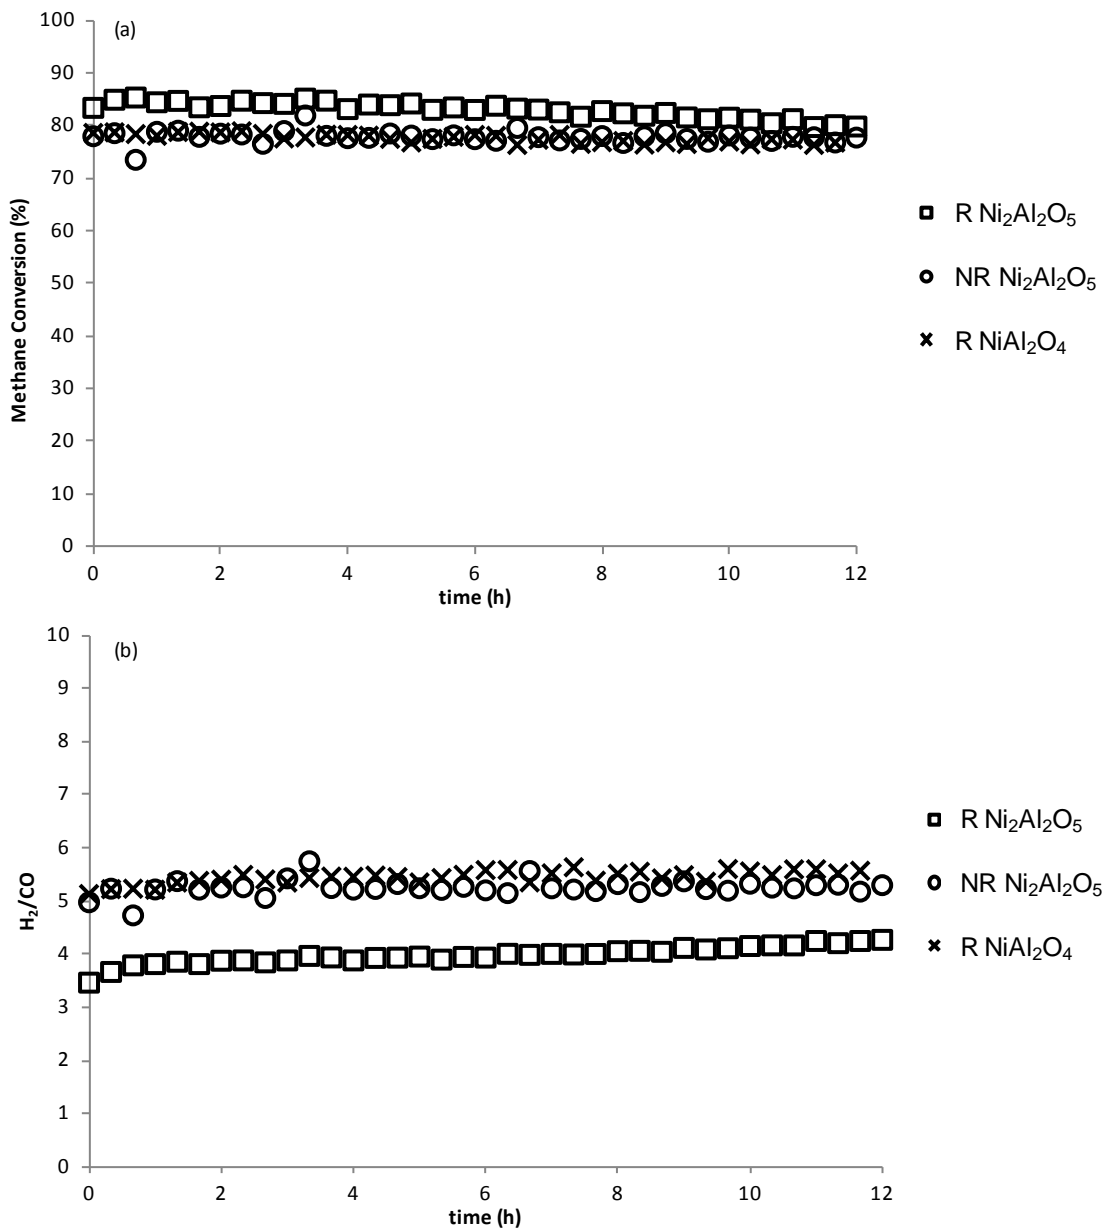 (a)
100
90
80
70
60
50
40
30
20
10
0
Methane Conversion (%)
0 2 4 6 8 10 12
time (h)
R Ni₂Al₂O₅
NR Ni₂Al₂O₅
R NiAl₂O₄
(b)
10
9
8
7
6
5
4
3
2
1
0
H₂/CO
0 2 4 6 8 10 12
time (h)
R Ni₂Al₂O₅
NR Ni₂Al₂O₅
R NiAl₂O₄